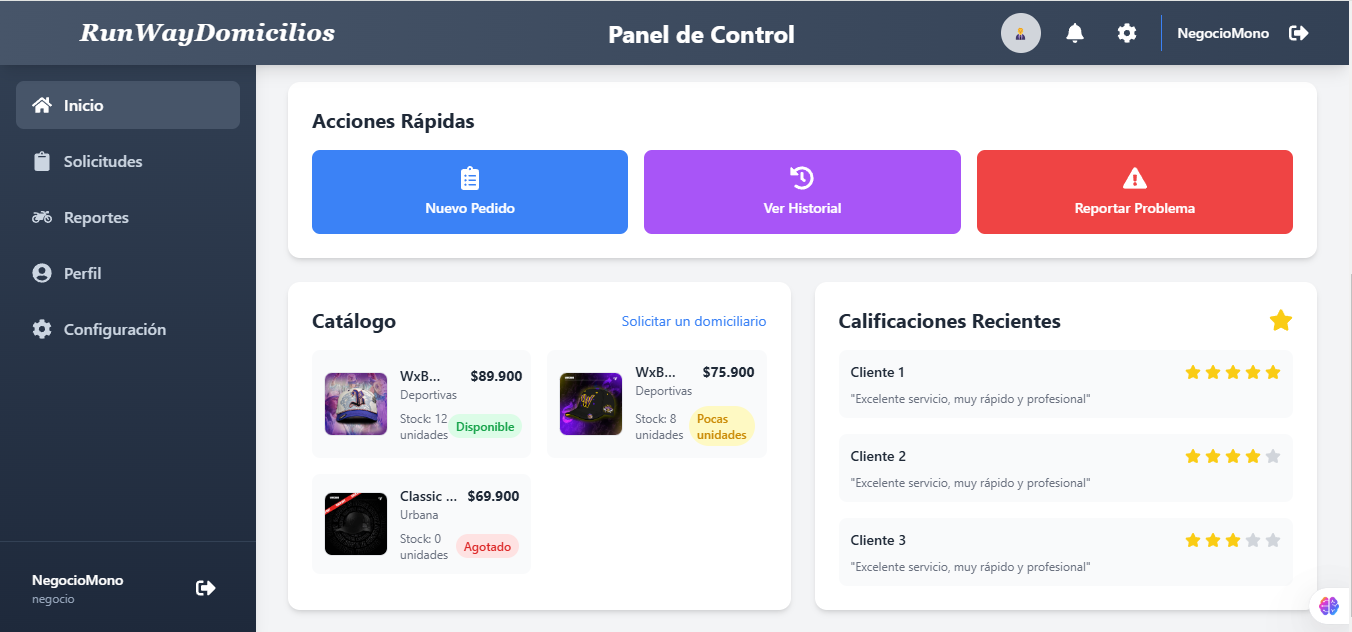 RunWayDomicilios
Panel de Control
NegocioMono
Inicio
Solicitudes
Reportes
Perfil
Configuración
NegocioMono
negocio
Acciones Rápidas
Nuevo Pedido
Ver Historial
Reportar Problema
Catálogo
Solicitar un domiciliario
WxB... $89.900
Deportivas
Stock: 12
unidades
Disponible
WxB... $75.900
Deportivas
Stock: 8
unidades
Pocas
unidades
Classic ... $69.900
Urbana
Stock: 0
unidades
Agotado
Calificaciones Recientes
Cliente 1
"Excelente servicio, muy rápido y profesional"
Cliente 2
"Excelente servicio, muy rápido y profesional"
Cliente 3
"Excelente servicio, muy rápido y profesional"